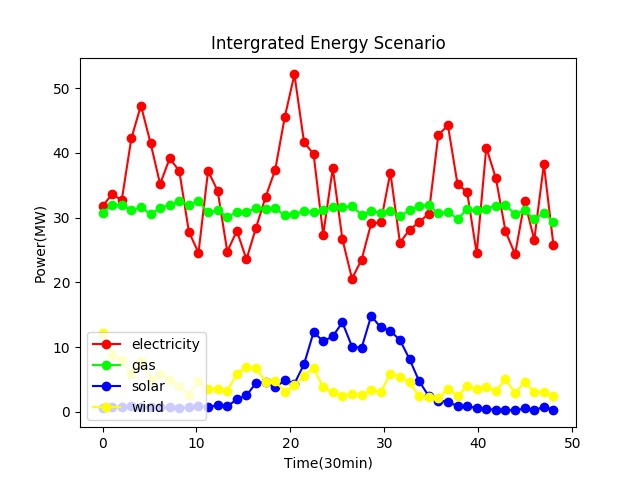 Intergrated Energy Scenario
Power(MW)
50
40
30
20
10
0
electricity
gas
solar
wind
0 10 20 30 40 50
Time(30min)